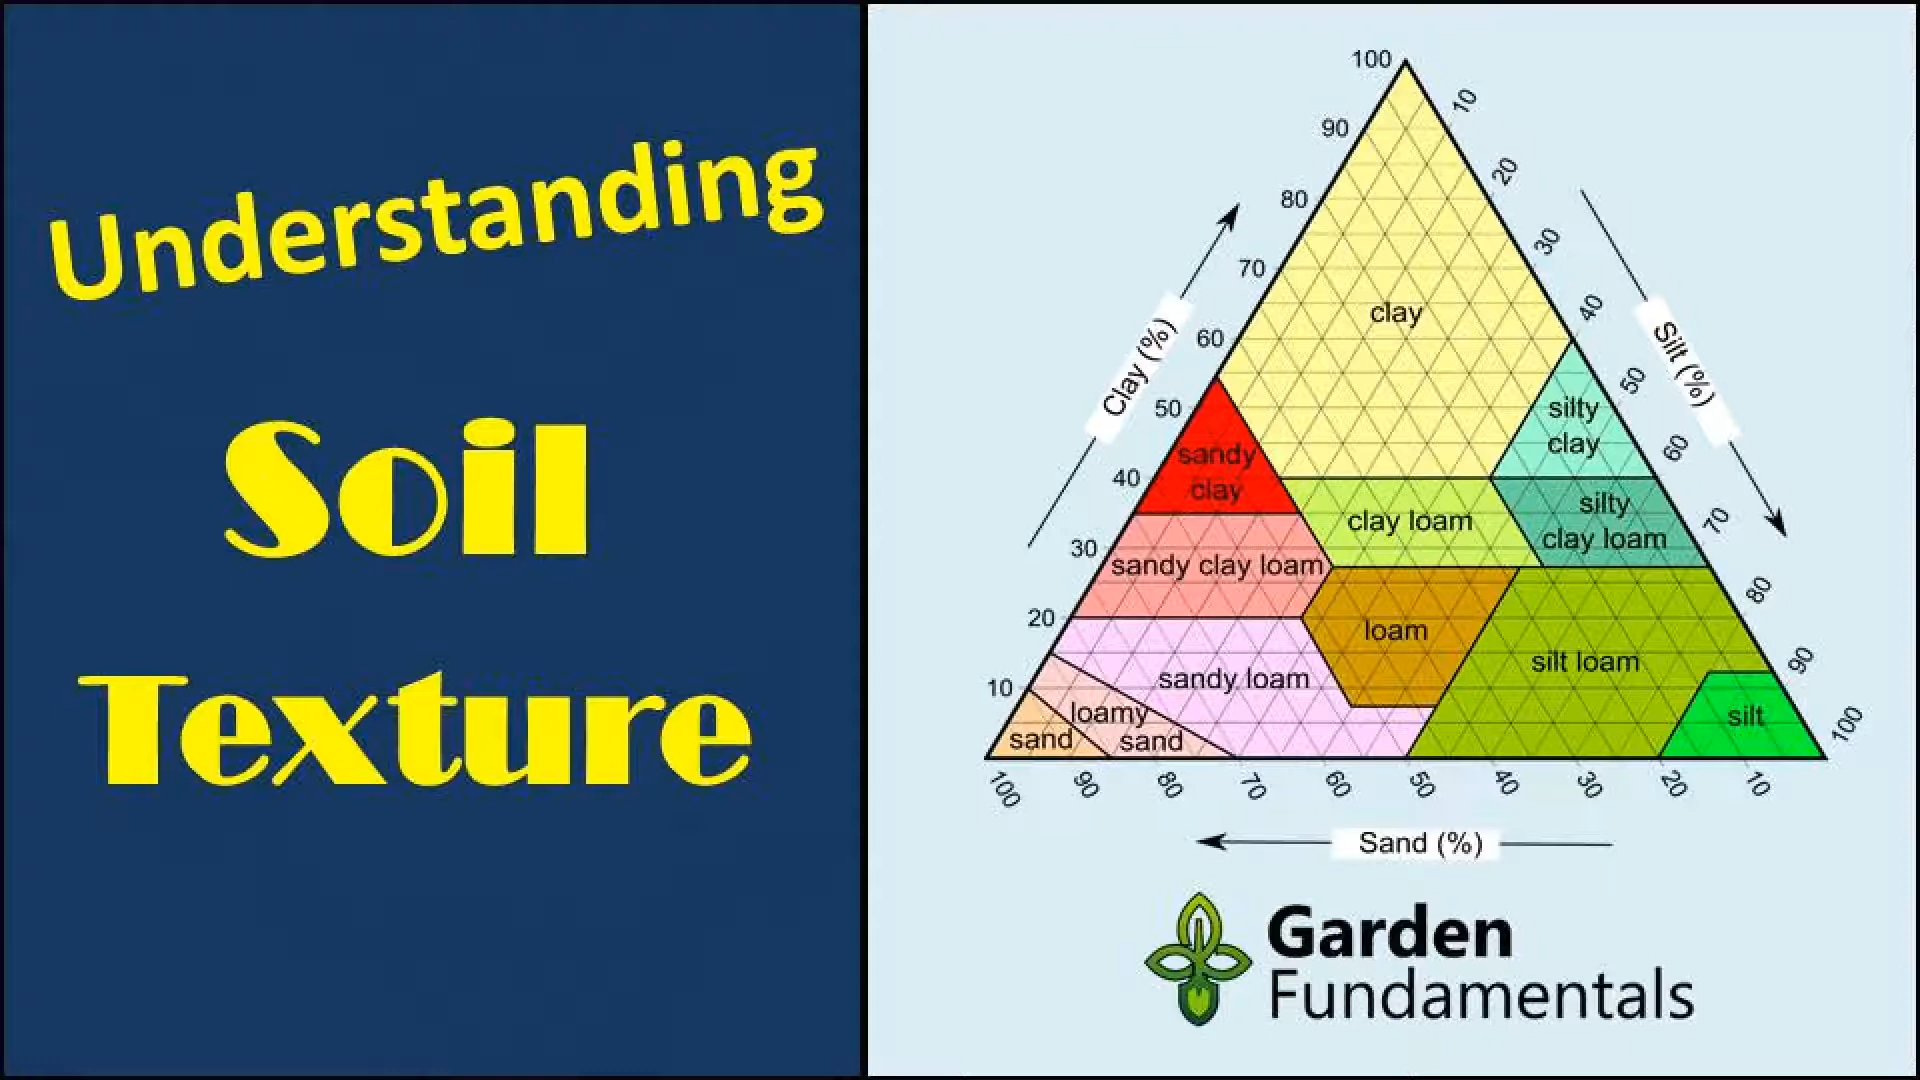 Understanding
Soil
Texture
100
90
80
70
60
50
40
30
20
10
Clay (%)
10
20
30
40
50
60
70
80
90
100
Silt (%)
clay
silty
clay
sandy
clay
clay loam
silty
clay loam
sandy clay loam
loam
silt loam
sandy loam
loamy
sand
sand
silt
100
90
80
70
60
50
40
30
20
10
Sand (%)
Garden
Fundamentals